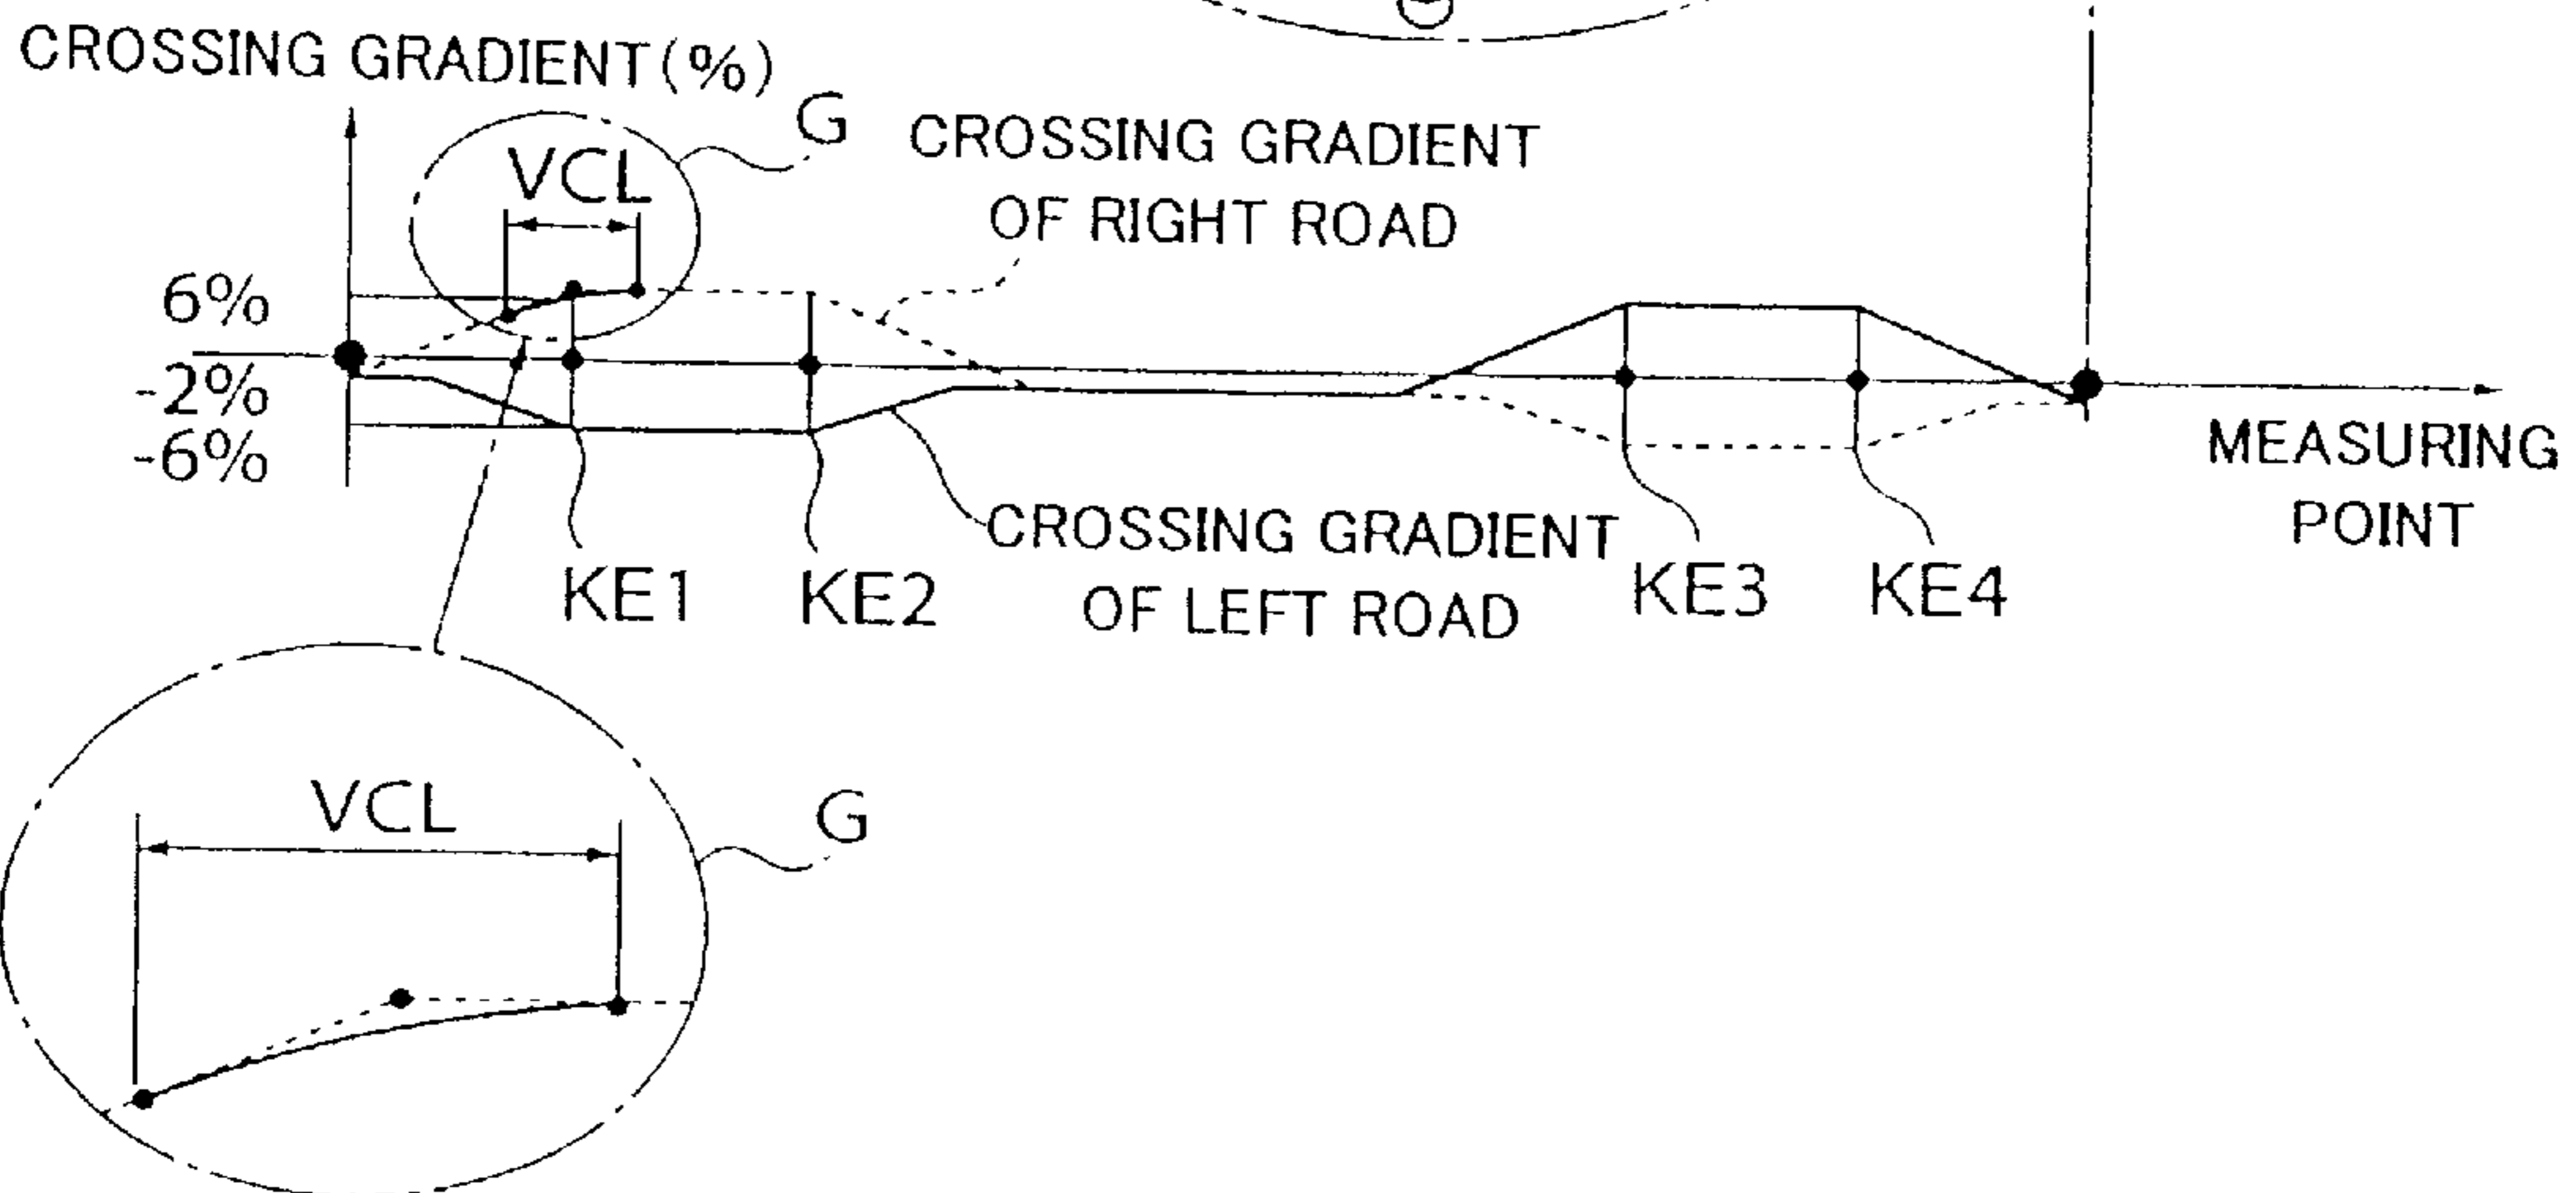 CROSSING GRADIENT(%)
G
VCL
CROSSING GRADIENT
OF RIGHT ROAD
6%
-2%
-6%
MEASURING
POINT
CROSSING GRADIENT
OF LEFT ROAD
KE1
KE2
KE3
KE4
VCL
G